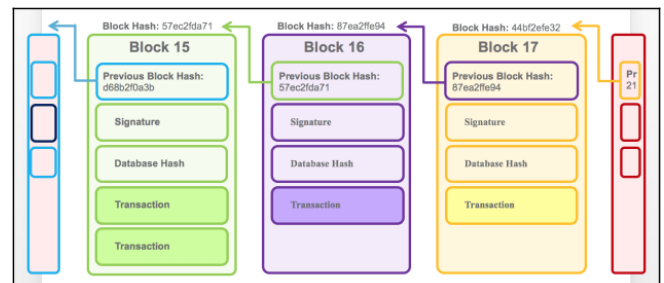 Block Hash: 57ec2fda71
Block Hash: 87ea2ffe94
Block Hash: 44bf2efe32
Block 15
Previous Block Hash:
d68b2f0a3b
Signature
Database Hash
Transaction
Transaction
Block 16
Previous Block Hash:
57ec2fda71
Signature
Database Hash
Transaction
Block 17
Previous Block Hash:
87ea2ffe94
Signature
Database Hash
Transaction
Pr
21